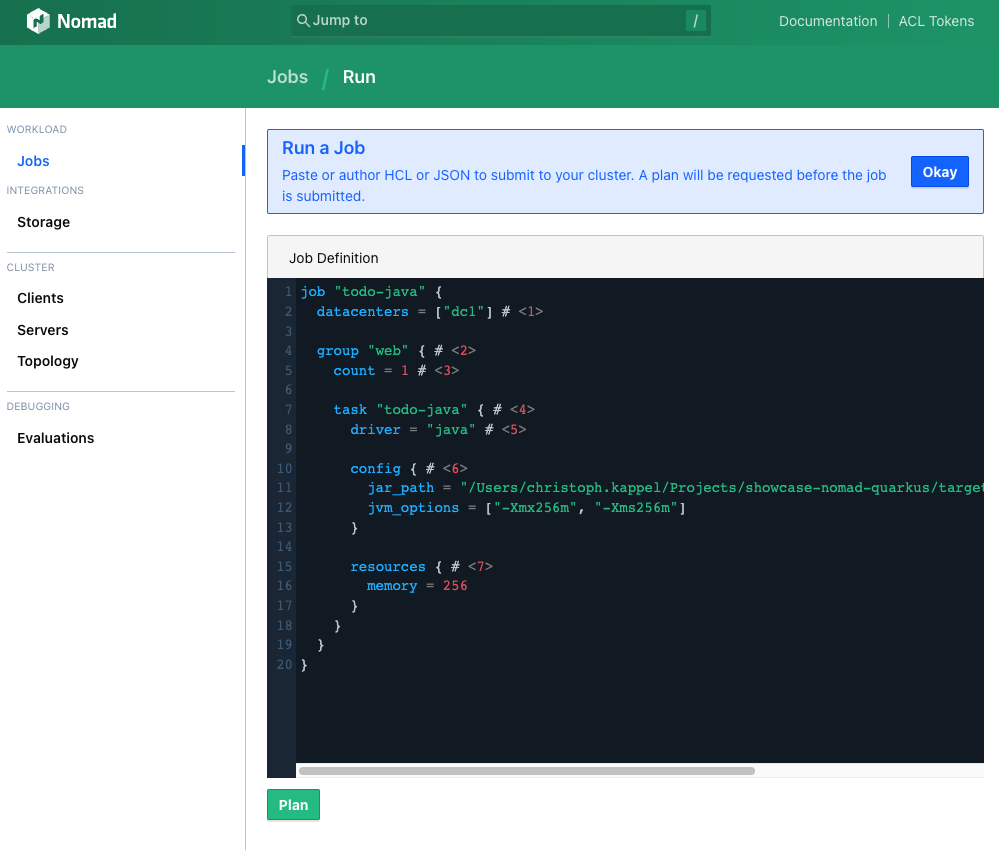 Nomad
Jump to /
Documentation | ACL Tokens
Jobs / Run
WORKLOAD
Jobs
INTEGRATIONS
Storage
CLUSTER
Clients
Servers
Topology
DEBUGGING
Evaluations
Run a Job
Paste or author HCL or JSON to submit to your cluster. A plan will be requested before the job
is submitted.
Okay
Job Definition
1 job "todo-java" {
2   datacenters = ["dc1"] # <1>
3
4   group "web" { # <2>
5     count = 1 # <3>
6
7     task "todo-java" { # <4>
8       driver = "java" # <5>
9
10       config { # <6>
11         jar_path = "/Users/christoph.kappel/Projects/showcase-nomad-quarkus/target
12         jvm_options = ["-Xmx256m", "-Xms256m"]
13       }
14
15       resources { # <7>
16         memory = 256
17       }
18     }
19   }
20 }
Plan